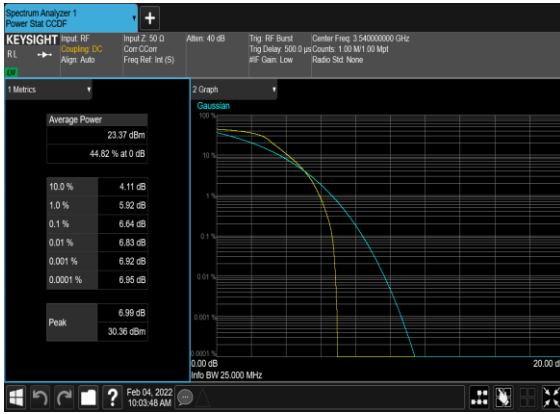 Spectrum Analyzer 1
Power Stat CCDF
KEYSIGHT
RL
Input: RF
Coupling: DC
Align: Auto
Input Z: 50 Ω
Corr CCorr
Freq Ref: Int (S)
Atten: 40 dB
Trig: RF Burst
Trig Delay: 500.0 µs
#IF Gain: Low
Center Freq: 3.540000000 GHz
Counts: 1.00 M/1.00 Mpt
Radio Std: None
1 Metrics
Average Power
23.37 dBm
44.82 % at 0 dB
10.0 % 4.11 dB
1.0 % 5.92 dB
0.1 % 6.64 dB
0.01 % 6.83 dB
0.001 % 6.92 dB
0.0001 % 6.95 dB
Peak
6.99 dB
30.36 dBm
2 Graph
Gaussian
100 %
10 %
1 %
0.1 %
0.01 %
0.001 %
0.0001 %
0.00 dB
20.00 d
Info BW 25.000 MHz
?
Feb 04, 2022
10:03:48 AM